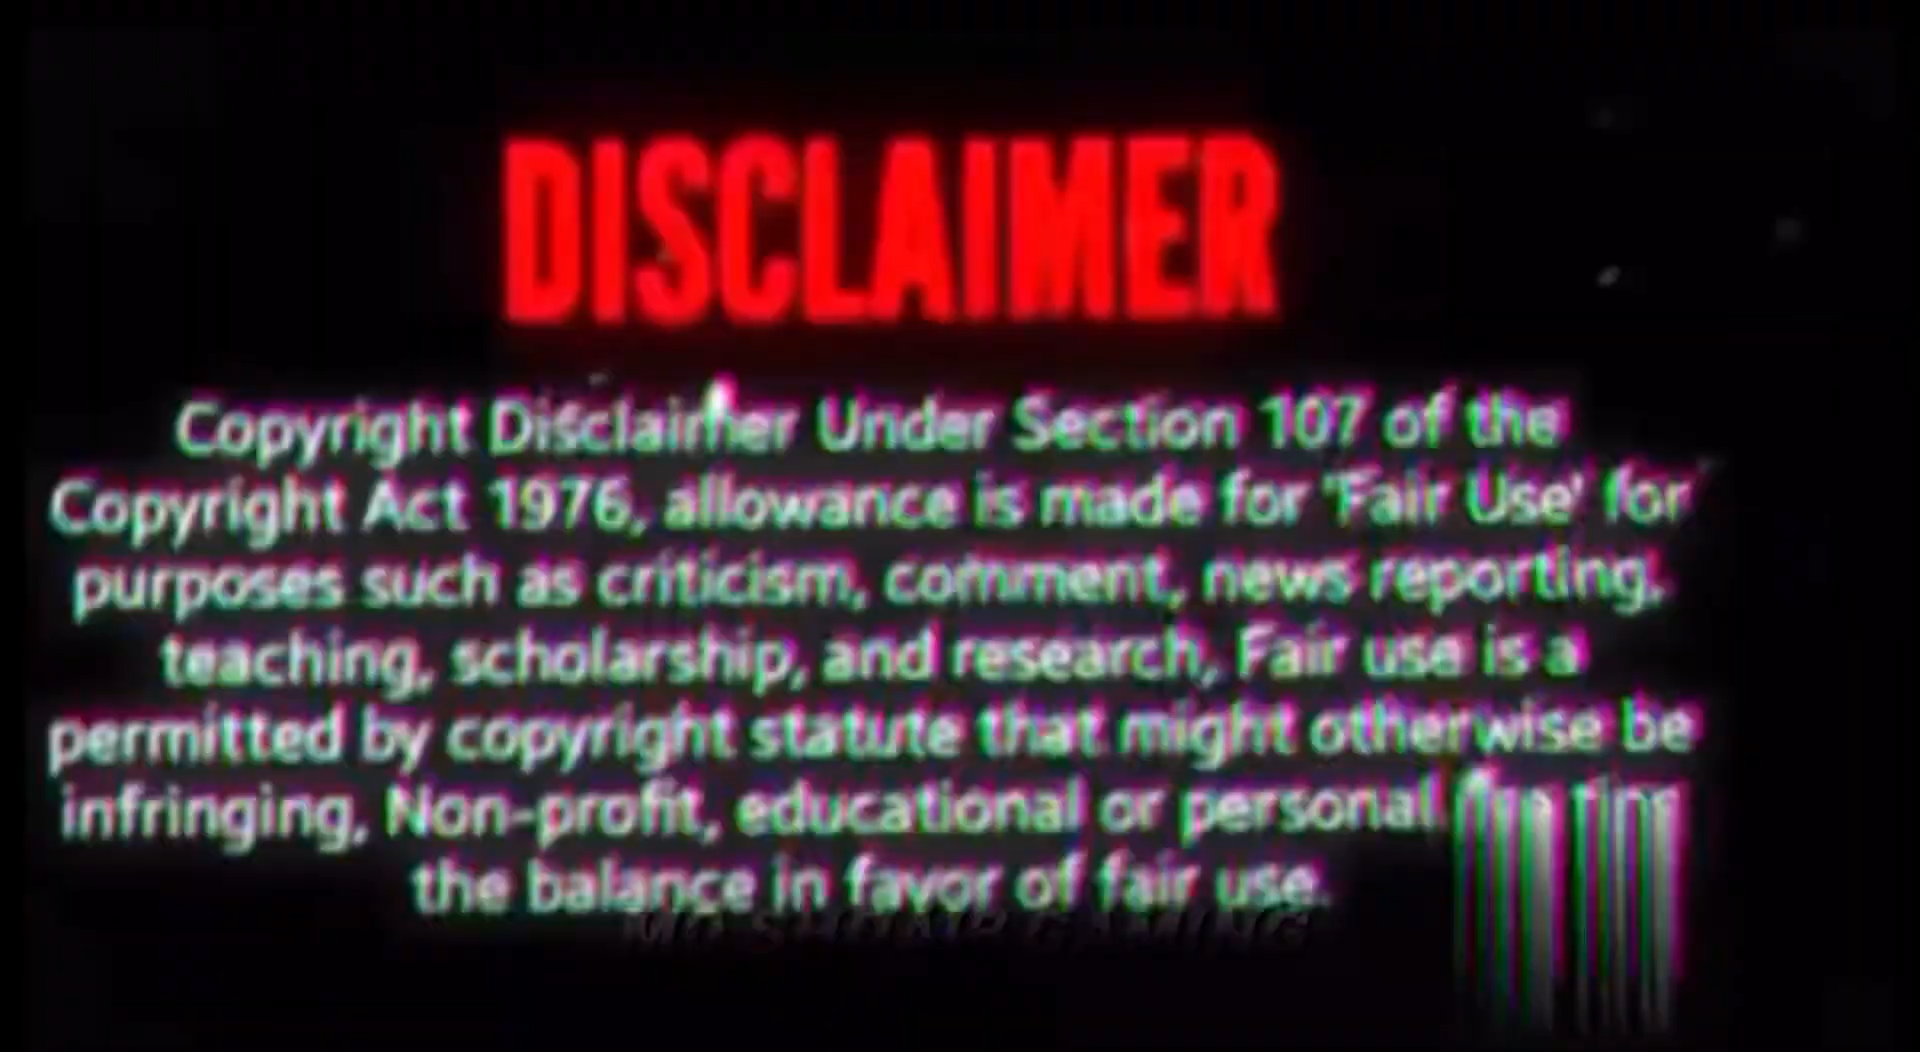 DISCLAIMER
Copyright Disclaimer Under Section 107 of the
Copyright Act 1976, allowance is made for 'Fair Use' for
purposes such as criticism, comment, news reporting,
teaching, scholarship, and research, Fair use is a
permitted by copyright statute that might otherwise be
infringing, Non-profit, educational or personal
the balance in favor of fair use.
GAMING